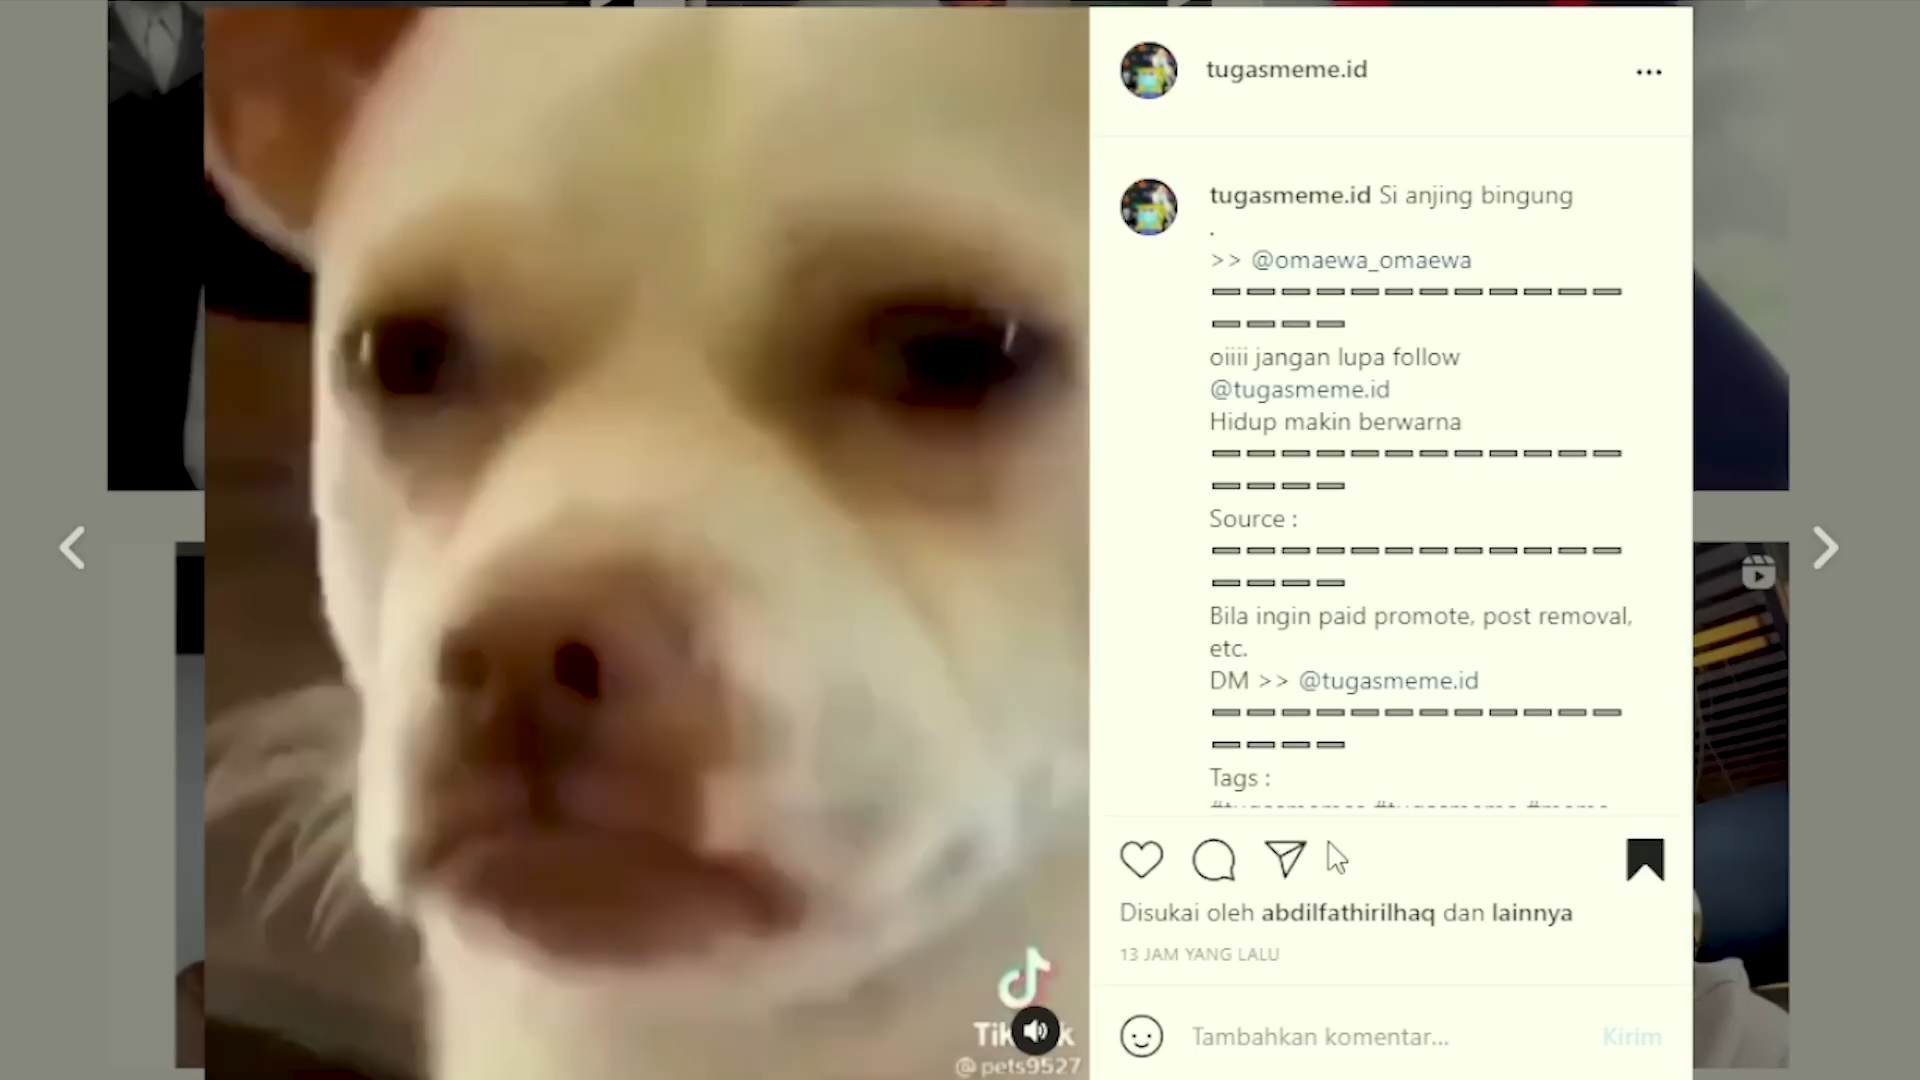 tugasmeme.id
tugasmeme.id Si anjing bingung
.
>> @omaewa_omaewa
oiiii jangan lupa follow
@tugasmeme.id
Hidup makin berwarna
Source :
Bila ingin paid promote, post removal,
etc.
DM >> @tugasmeme.id
Tags :
Disukai oleh abdilfathirilhaq dan lainnya
13 JAM YANG LALU
Tambahkan komentar... Kirim
@pets9527